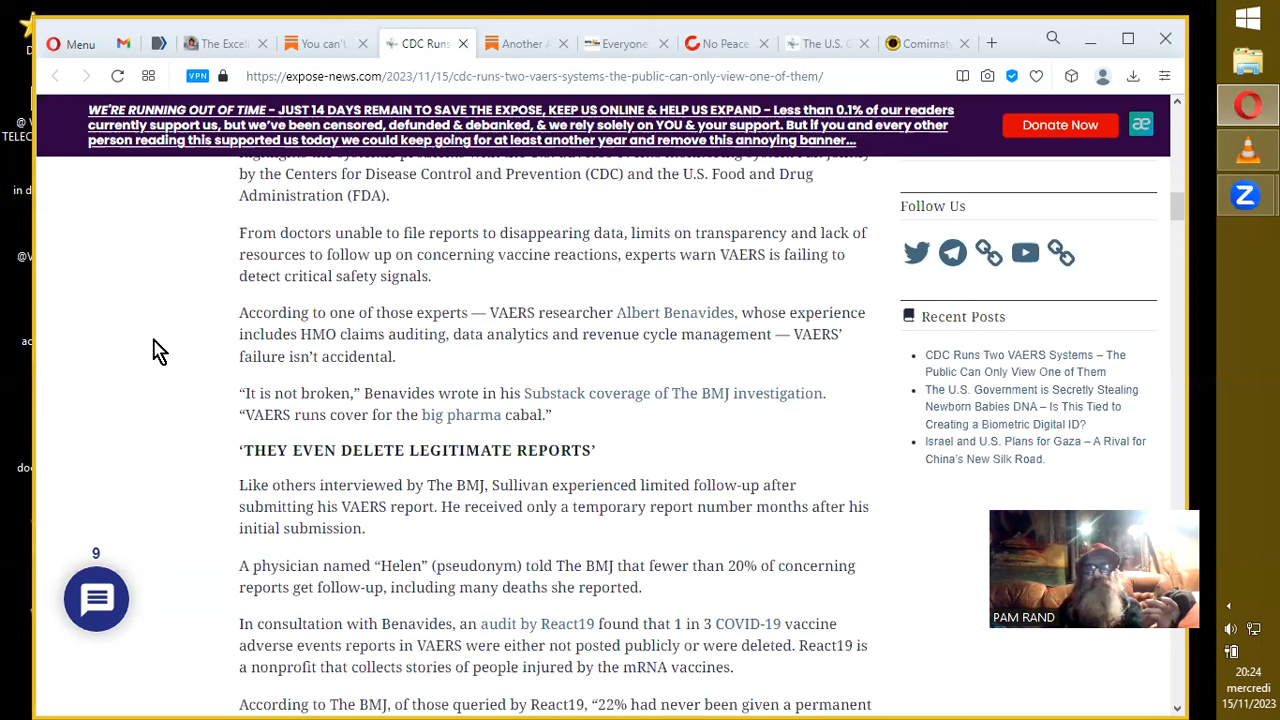 Menu
The Excel
You can't
CDC Runs
Another
Everyone
No Peace
The U.S.
Comirnaty
VPN
https://expose-news.com/2023/11/15/cdc-runs-two-vaers-systems-the-public-can-only-view-one-of-them/
WE'RE RUNNING OUT OF TIME - JUST 14 DAYS REMAIN TO SAVE THE EXPOSE, KEEP US ONLINE & HELP US EXPAND - Less than 0.1% of our readers
currently support us, but we've been censored, defunded & debanked, & we rely solely on YOU & your support. But if you and every other
person reading this supported us today we could keep going for at least another year and remove this annoying banner...
Donate Now
æ
by the Centers for Disease Control and Prevention (CDC) and the U.S. Food and Drug
Administration (FDA).
From doctors unable to file reports to disappearing data, limits on transparency and lack of
resources to follow up on concerning vaccine reactions, experts warn VAERS is failing to
detect critical safety signals.
According to one of those experts — VAERS researcher Albert Benavides, whose experience
includes HMO claims auditing, data analytics and revenue cycle management — VAERS'
failure isn't accidental.
“It is not broken,” Benavides wrote in his Substack coverage of The BMJ investigation.
“VAERS runs cover for the big pharma cabal.”
‘THEY EVEN DELETE LEGITIMATE REPORTS’
Like others interviewed by The BMJ, Sullivan experienced limited follow-up after
submitting his VAERS report. He received only a temporary report number months after his
initial submission.
A physician named “Helen” (pseudonym) told The BMJ that fewer than 20% of concerning
reports get follow-up, including many deaths she reported.
In consultation with Benavides, an audit by React19 found that 1 in 3 COVID-19 vaccine
adverse events reports in VAERS were either not posted publicly or were deleted. React19 is
a nonprofit that collects stories of people injured by the mRNA vaccines.
According to The BMJ, of those queried by React19, “22% had never been given a permanent
Follow Us
Recent Posts
CDC Runs Two VAERS Systems – The
Public Can Only View One of Them
The U.S. Government is Secretly Stealing
Newborn Babies DNA – Is This Tied to
Creating a Biometric Digital ID?
Israel and U.S. Plans for Gaza – A Rival for
China's New Silk Road.
9
PAM RAND
20:24
mercredi
15/11/2023